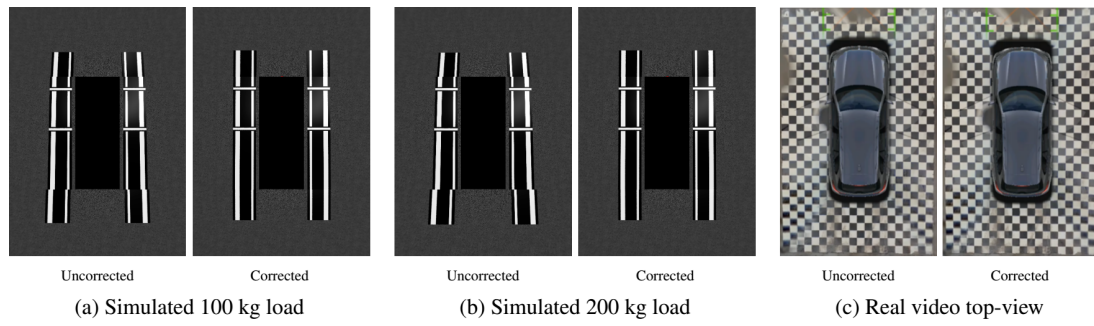 Uncorrected Corrected Uncorrected Corrected Uncorrected Corrected
(a) Simulated 100 kg load (b) Simulated 200 kg load (c) Real video top-view